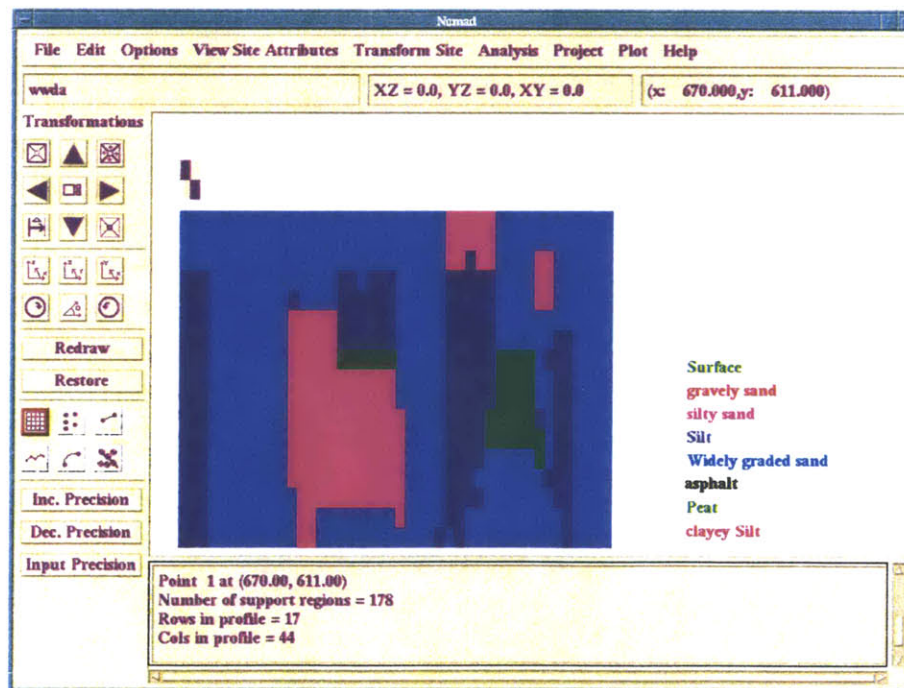 Nomad
File Edit Options View Site Attributes Transform Site Analysis Project Plot Help
wwda XZ = 0.0, YZ = 0.0, XY = 0.0 (x: 670.000,y: 611.000)
Transformations
Redraw
Restore
Inc. Precision
Dec. Precision
Input Precision
Surface
gravely sand
silty sand
Silt
Widely graded sand
asphalt
Peat
clayey Silt
Point 1 at (670.00, 611.00)
Number of support regions = 178
Rows in profile = 17
Cols in profile = 44